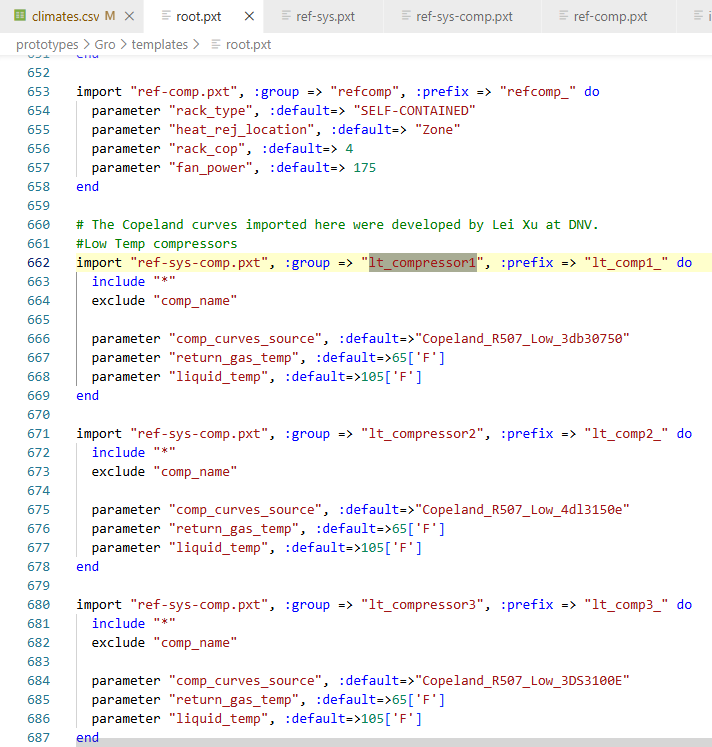 climates.csv M root.pxt ref-sys.pxt ref-sys-comp.pxt ref-comp.pxt
prototypes > Gro > templates > root.pxt
651 end
652
653 import "ref-comp.pxt", :group => "refcomp", :prefix => "refcomp_" do
654 parameter "rack_type", :default=> "SELF-CONTAINED"
655 parameter "heat_rej_location", :default=> "Zone"
656 parameter "rack_cop", :default=> 4
657 parameter "fan_power", :default=> 175
658 end
659
660 # The Copeland curves imported here were developed by Lei Xu at DNV.
661 #Low Temp compressors
662 import "ref-sys-comp.pxt", :group => "lt_compressor1", :prefix => "lt_comp1_" do
663 include "*"
664 exclude "comp_name"
665
666 parameter "comp_curves_source", :default=>"Copeland_R507_Low_3db30750"
667 parameter "return_gas_temp", :default=>65['F']
668 parameter "liquid_temp", :default=>105['F']
669 end
670
671 import "ref-sys-comp.pxt", :group => "lt_compressor2", :prefix => "lt_comp2_" do
672 include "*"
673 exclude "comp_name"
674
675 parameter "comp_curves_source", :default=>"Copeland_R507_Low_4dl3150e"
676 parameter "return_gas_temp", :default=>65['F']
677 parameter "liquid_temp", :default=>105['F']
678 end
679
680 import "ref-sys-comp.pxt", :group => "lt_compressor3", :prefix => "lt_comp3_" do
681 include "*"
682 exclude "comp_name"
683
684 parameter "comp_curves_source", :default=>"Copeland_R507_Low_3DS3100E"
685 parameter "return_gas_temp", :default=>65['F']
686 parameter "liquid_temp", :default=>105['F']
687 end